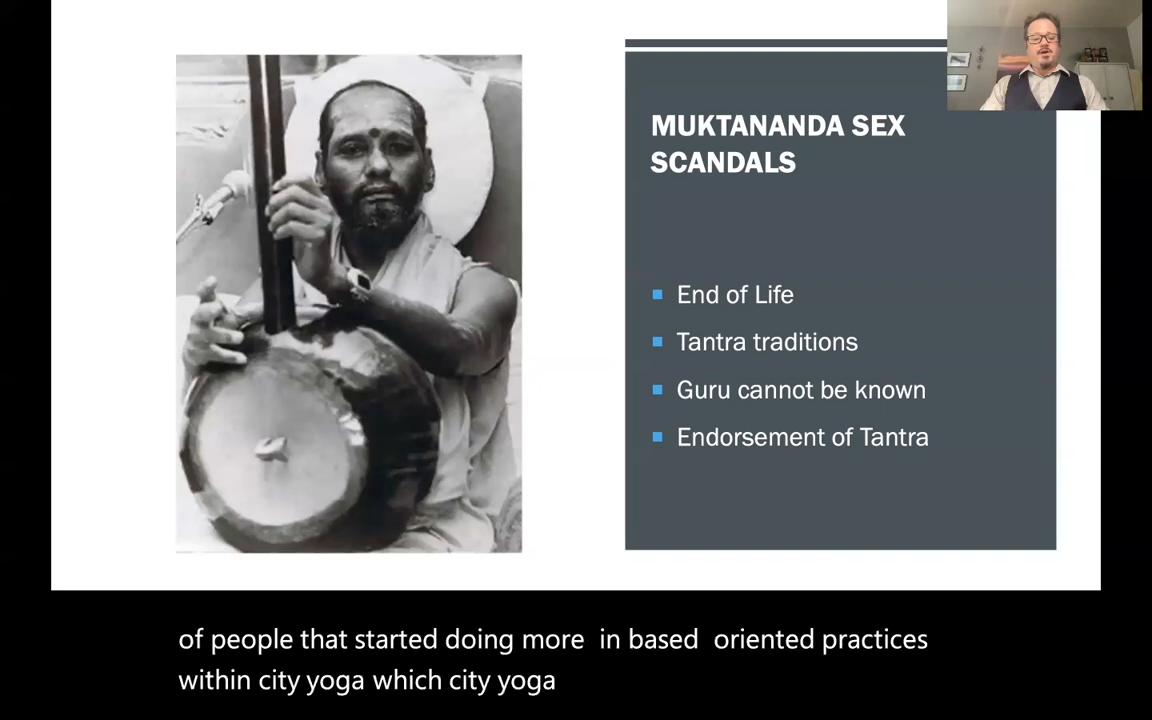 MUKTANANDA SEX
SCANDALS
End of Life
Tantra traditions
Guru cannot be known
Endorsement of Tantra
of people that started doing more in based oriented practices
within city yoga which city yoga